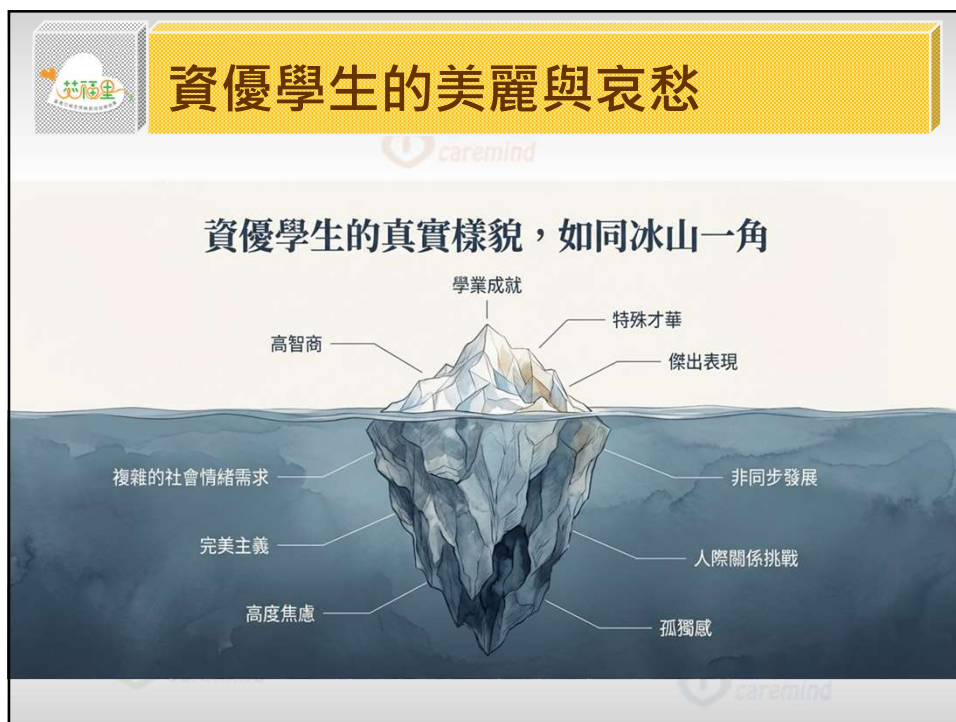 芯福里
資優學生的美麗與哀愁
caremind
資優學生的真實樣貌，如同冰山一角
學業成就
特殊才華
高智商
傑出表現
複雜的社會情緒需求
非同步發展
完美主義
人際關係挑戰
高度焦慮
孤獨感
caremind